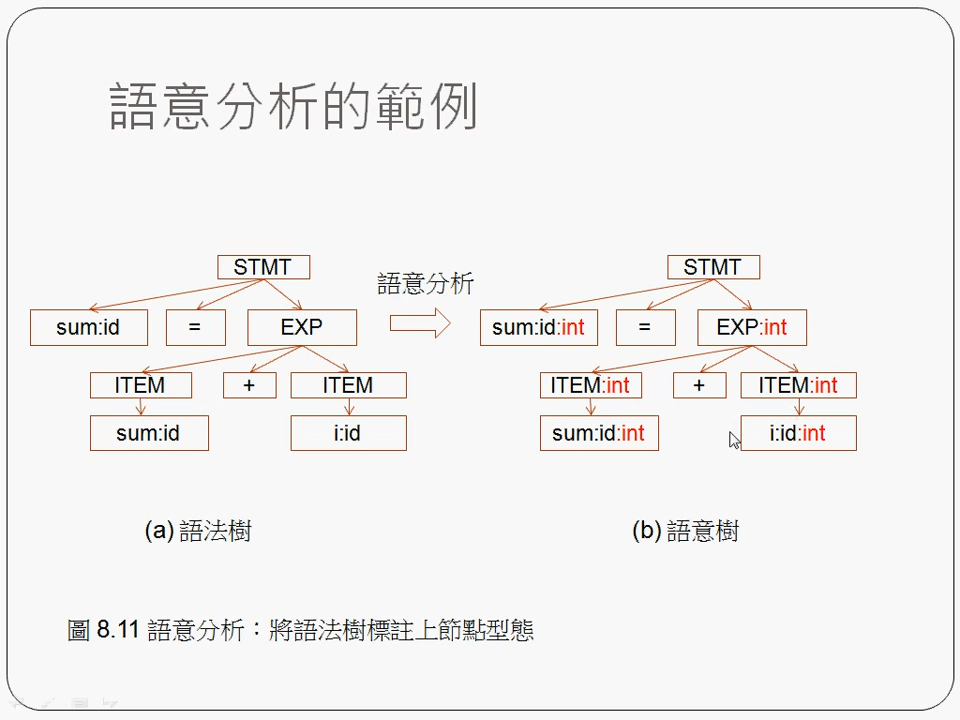 語意分析的範例
STMT
語意分析
STMT
sum:id
=
EXP
sum:id:int
=
EXP:int
ITEM
+
ITEM
ITEM:int
+
ITEM:int
sum:id
i:id
sum:id:int
i:id:int
(a) 語法樹
(b) 語意樹
圖 8.11 語意分析：將語法樹標註上節點型態